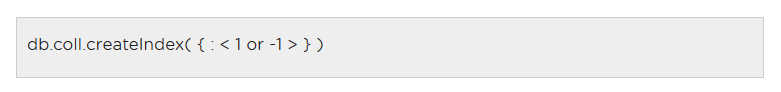 db.coll.createIndex( { : < 1 or -1 > } )